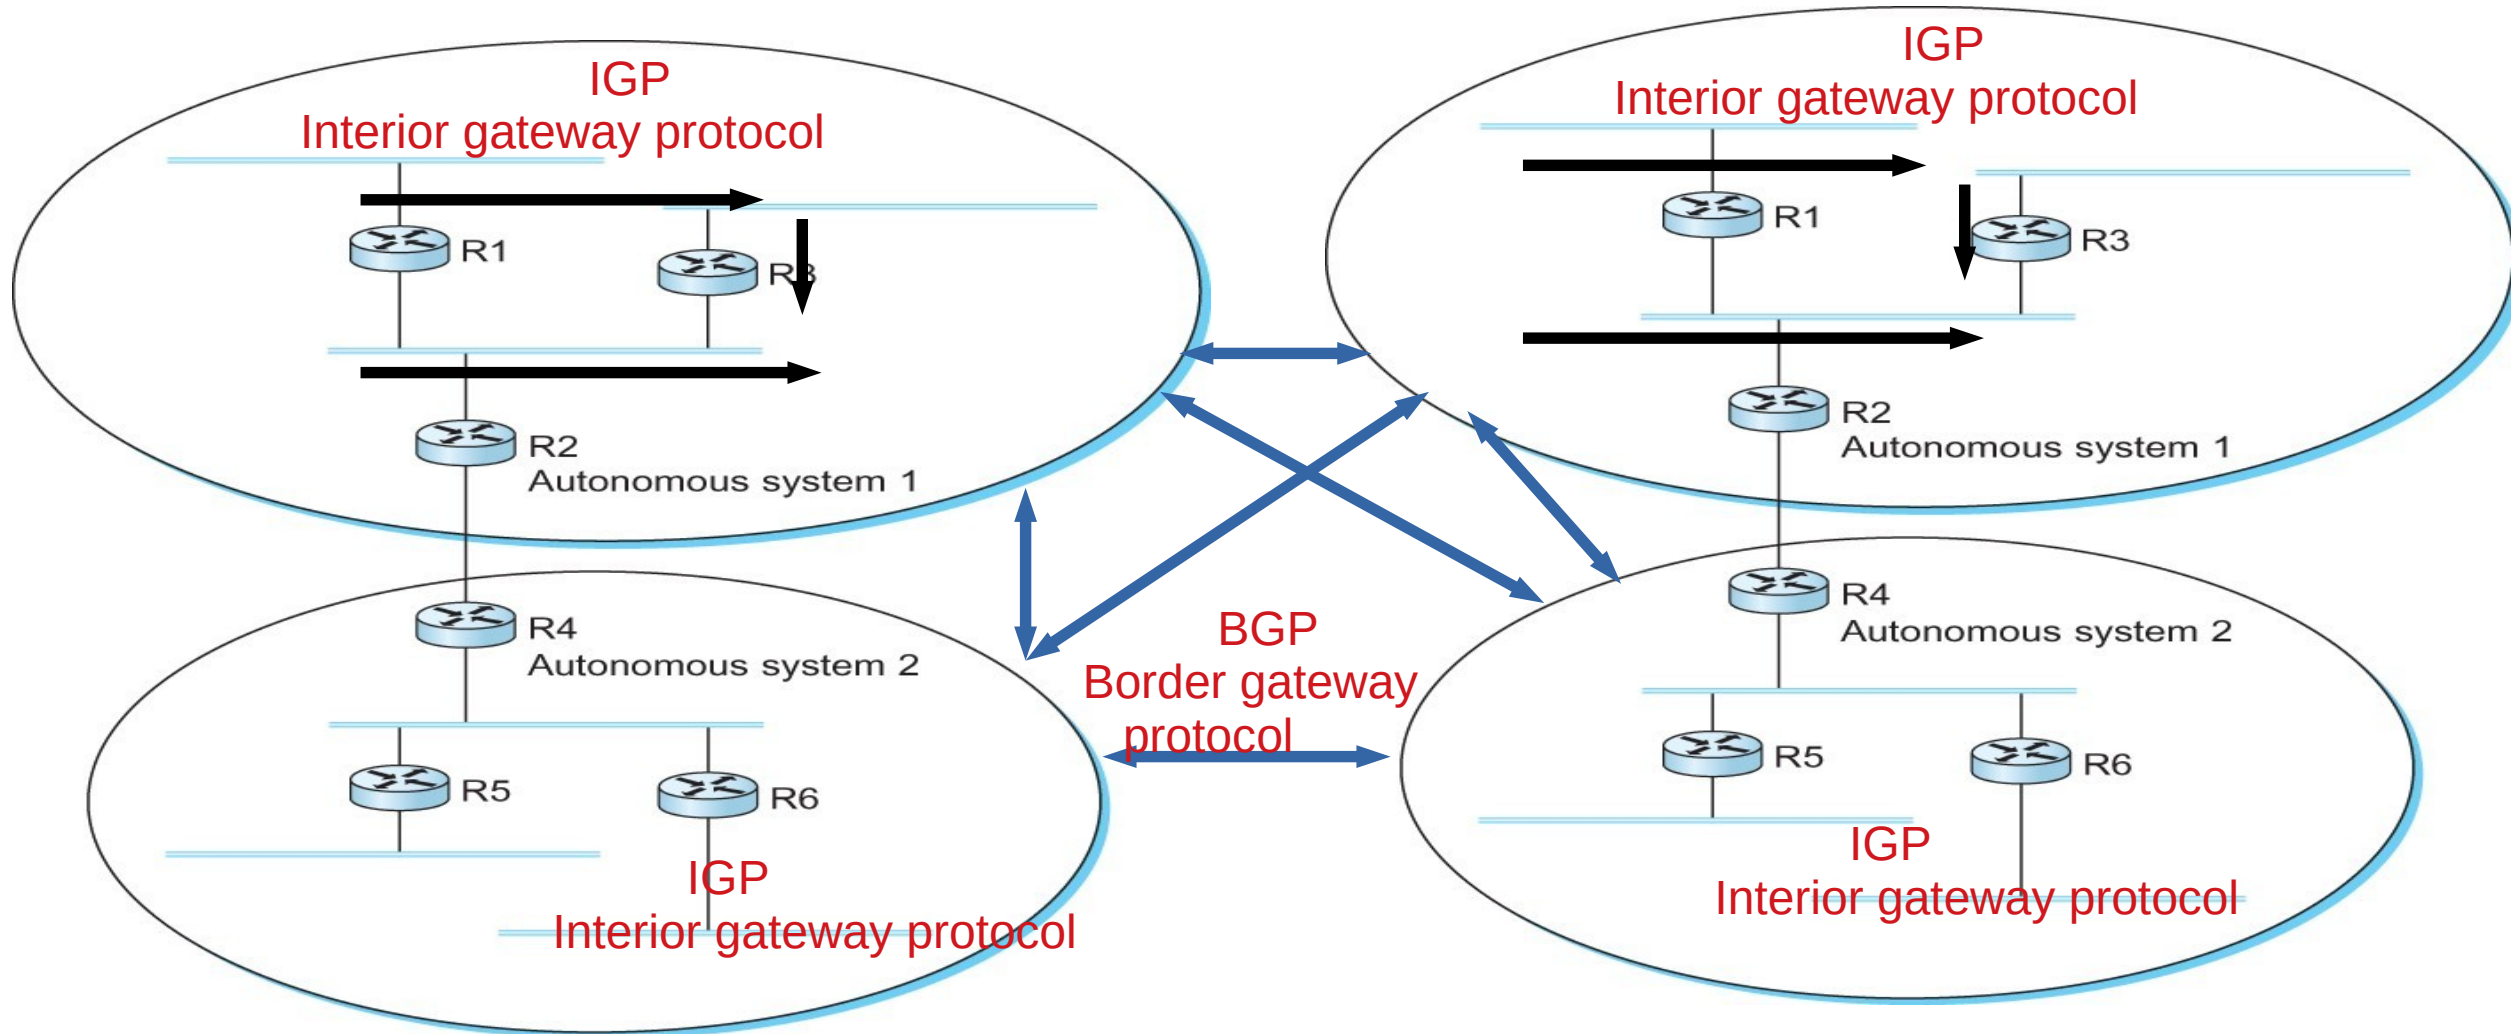 IGP
Interior gateway protocol
R1
R3
R2
Autonomous system 1
IGP
Interior gateway protocol
R1
R3
R2
Autonomous system 1
R4
Autonomous system 2
R5
R6
IGP
Interior gateway protocol
BGP
Border gateway
protocol
R4
Autonomous system 2
R5
R6
IGP
Interior gateway protocol